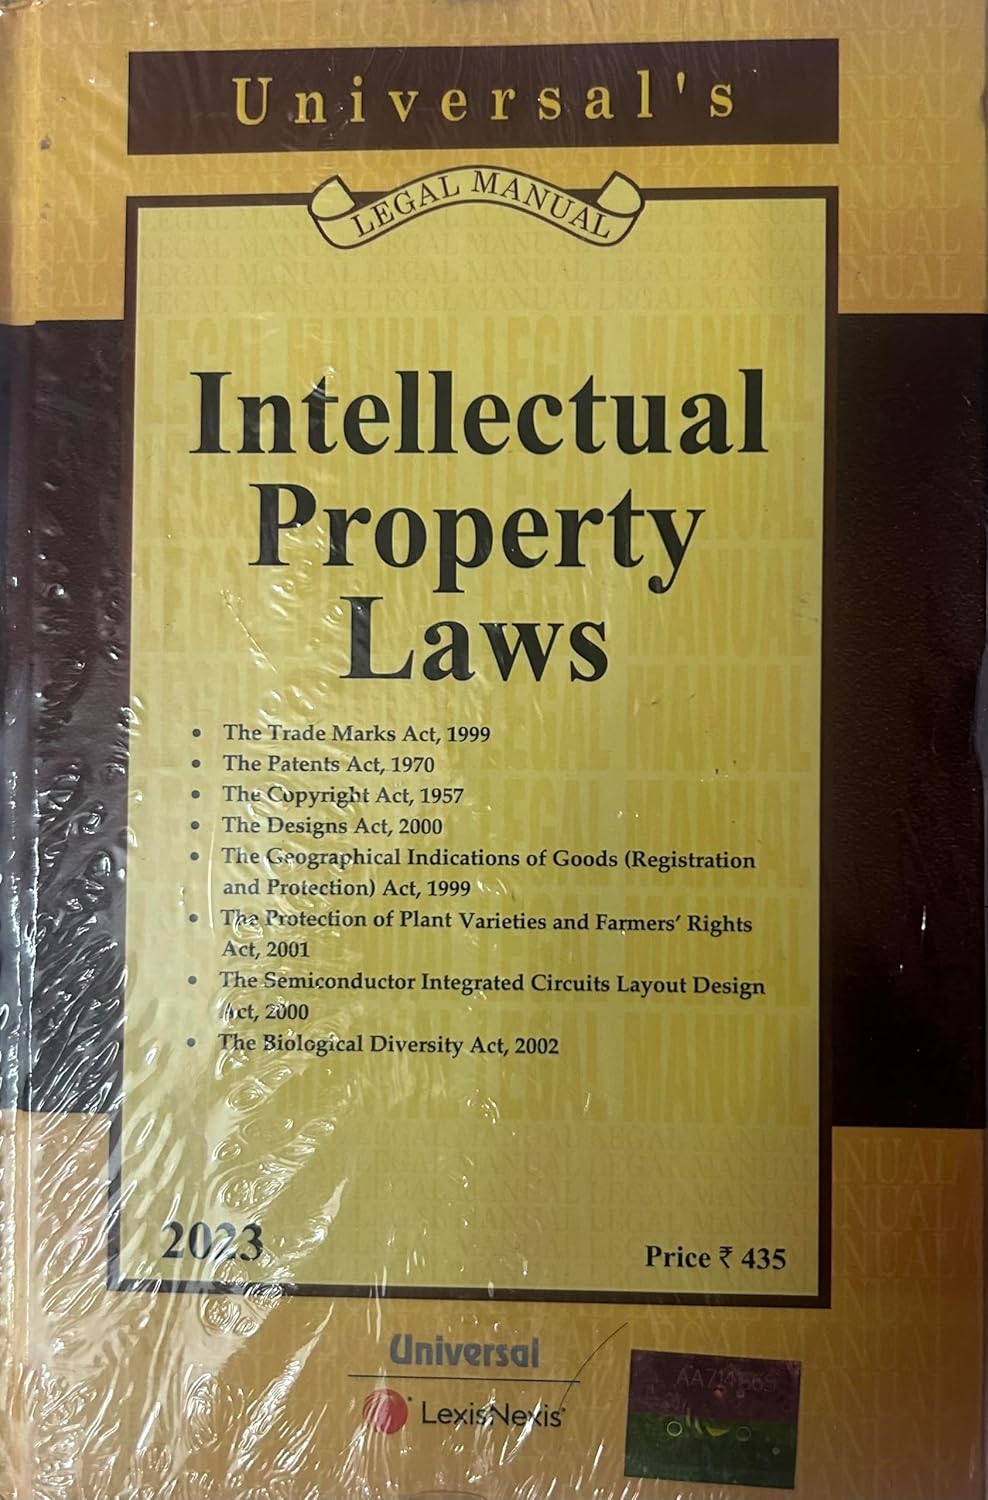 Universal's
LEGAL MANUAL
Intellectual
Property
Laws
• The Trade Marks Act, 1999
• The Patents Act, 1970
• The Copyright Act, 1957
• The Designs Act, 2000
• The Geographical Indications of Goods (Registration
and Protection) Act, 1999
• The Protection of Plant Varieties and Farmers' Rights
Act, 2001
• The Semiconductor Integrated Circuits Layout Design
Act, 2000
• The Biological Diversity Act, 2002
2023
Price ₹ 435
Universal
LexisNexis®